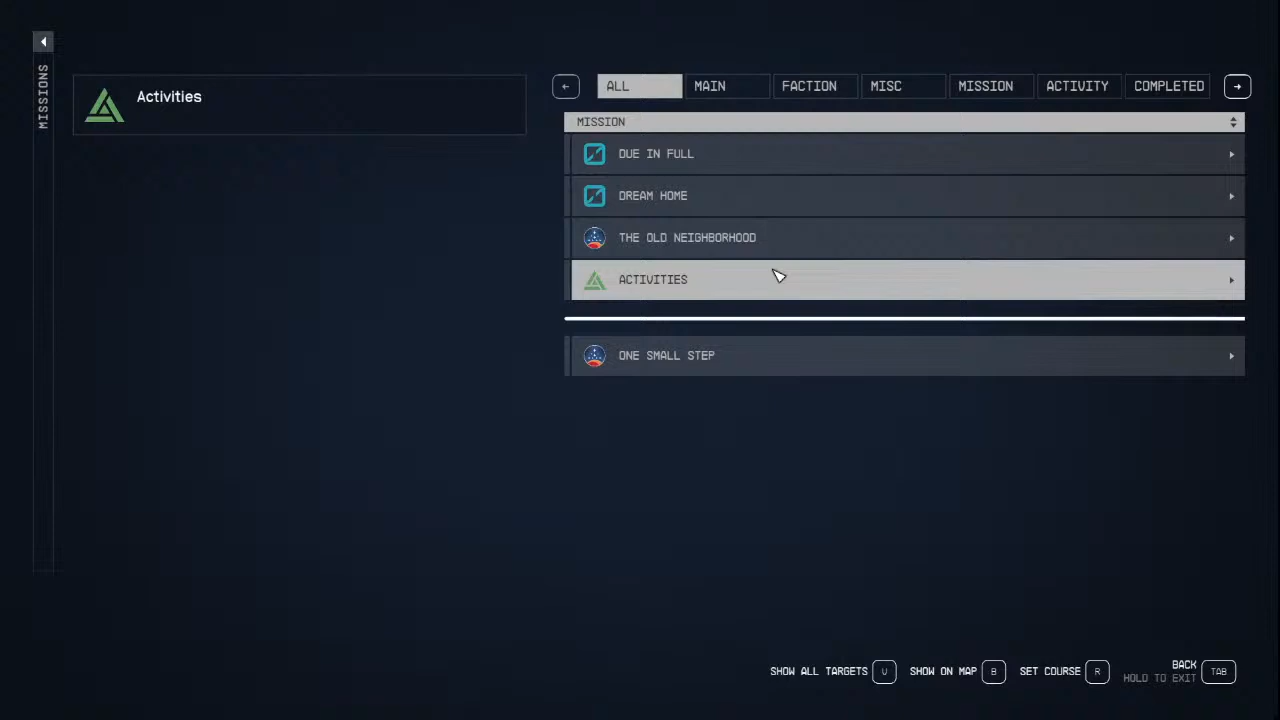 MISSIONS
Activities
ALL MAIN FACTION MISC MISSION ACTIVITY COMPLETED
MISSION
DUE IN FULL
DREAM HOME
THE OLD NEIGHBORHOOD
ACTIVITIES
ONE SMALL STEP
SHOW ALL TARGETS U SHOW ON MAP B SET COURSE R BACK TAB
HOLD TO EXIT